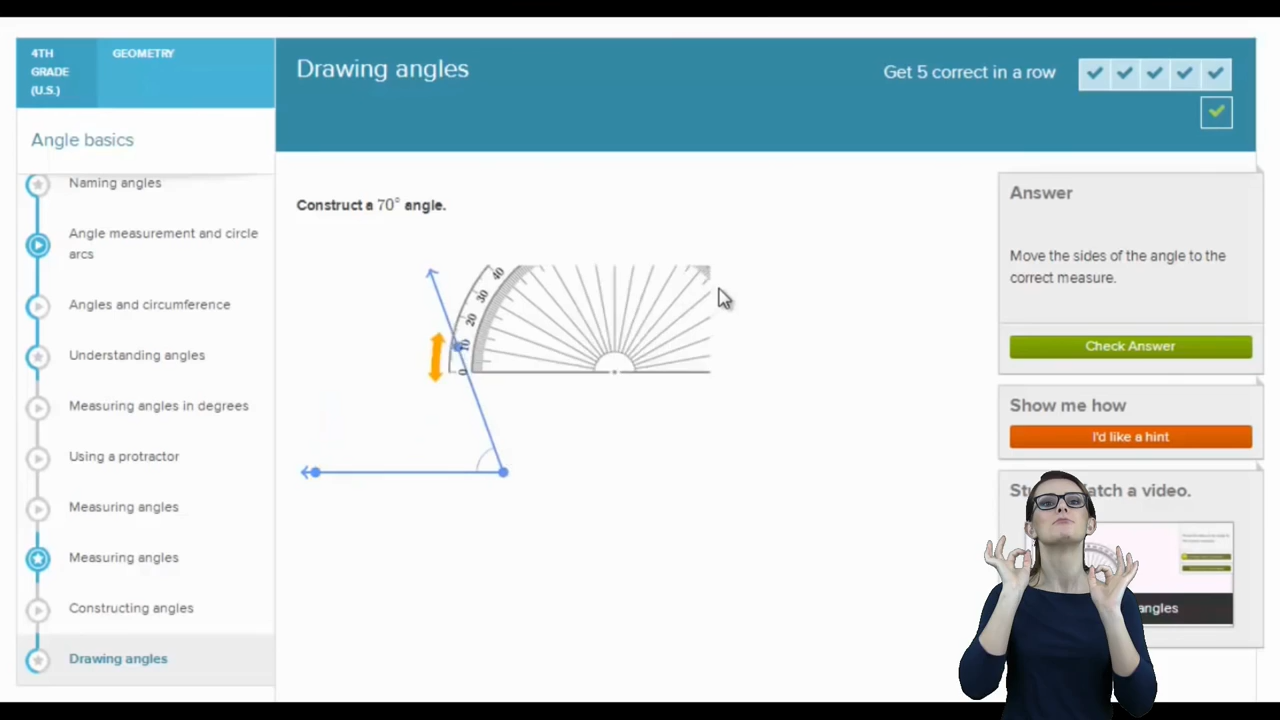 4TH
GRADE
(U.S.)
GEOMETRY
Drawing angles
Get 5 correct in a row
Angle basics
Naming angles
Angle measurement and circle
arcs
Angles and circumference
Understanding angles
Measuring angles in degrees
Using a protractor
Measuring angles
Measuring angles
Constructing angles
Drawing angles
Construct a 70° angle.
40
30
20
10
0
Answer
Move the sides of the angle to the
correct measure.
Check Answer
Show me how
I'd like a hint
atch a video.
angles